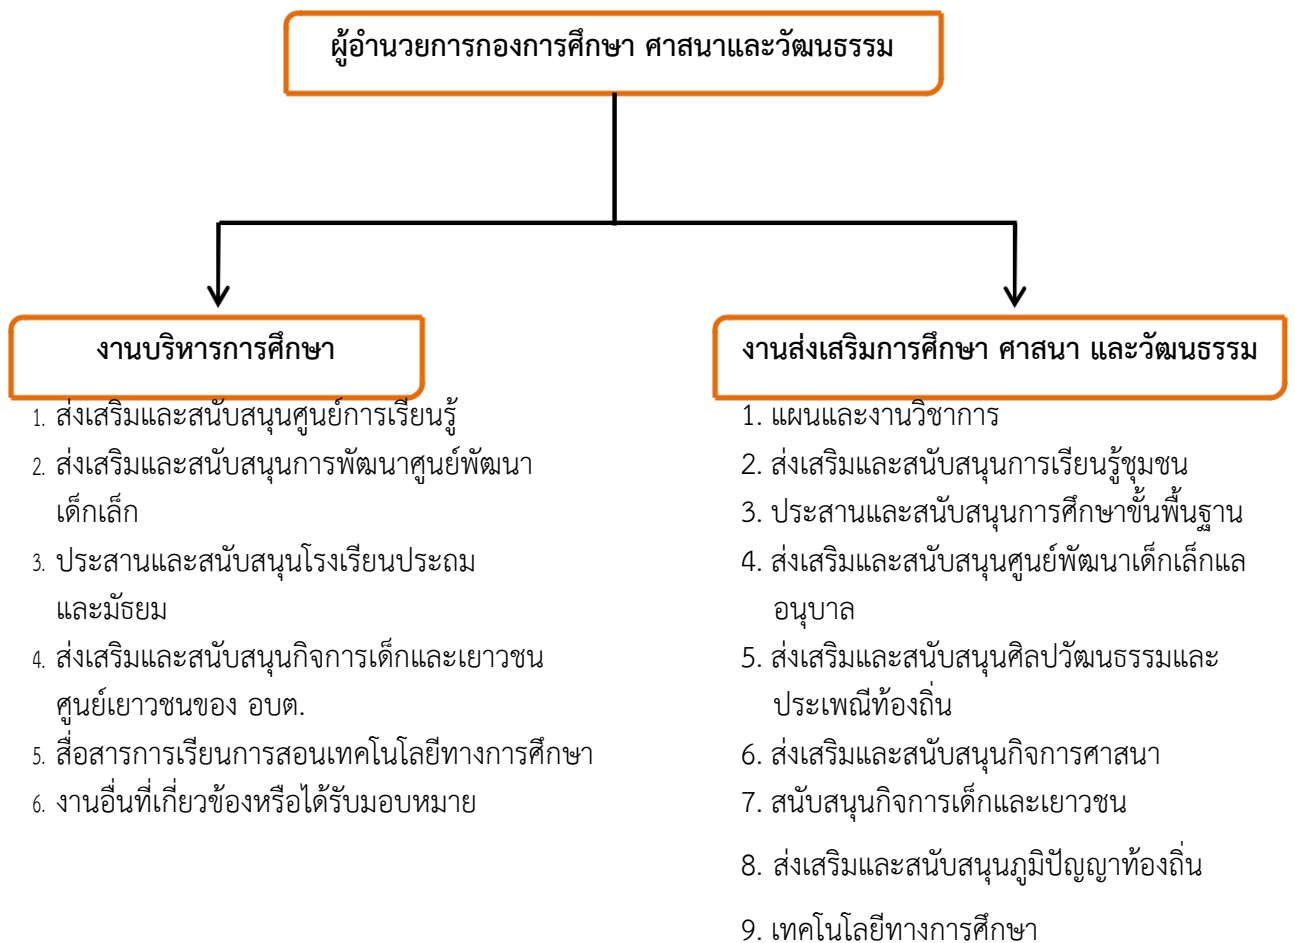 ผู้อำนวยการกองการศึกษา ศาสนาและวัฒนธรรม
งานบริหารการศึกษา
1. ส่งเสริมและสนับสนุนศูนย์การเรียนรู้
2. ส่งเสริมและสนับสนุนการพัฒนาศูนย์พัฒนา
เด็กเล็ก
3. ประสานและสนับสนุนโรงเรียนประถม
และมัธยม
4. ส่งเสริมและสนับสนุนกิจการเด็กและเยาวชน
ศูนย์เยาวชนของ อบต.
5. สื่อสารการเรียนการสอนเทคโนโลยีทางการศึกษา
6. งานอื่นที่เกี่ยวข้องหรือได้รับมอบหมาย
งานส่งเสริมการศึกษา ศาสนา และวัฒนธรรม
1. แผนและงานวิชาการ
2. ส่งเสริมและสนับสนุนการเรียนรู้ชุมชน
3. ประสานและสนับสนุนการศึกษาขั้นพื้นฐาน
4. ส่งเสริมและสนับสนุนศูนย์พัฒนาเด็กเล็กแล
อนุบาล
5. ส่งเสริมและสนับสนุนศิลปวัฒนธรรมและ
ประเพณีท้องถิ่น
6. ส่งเสริมและสนับสนุนกิจการศาสนา
7. สนับสนุนกิจการเด็กและเยาวชน
8. ส่งเสริมและสนับสนุนภูมิปัญญาท้องถิ่น
9. เทคโนโลยีทางการศึกษา